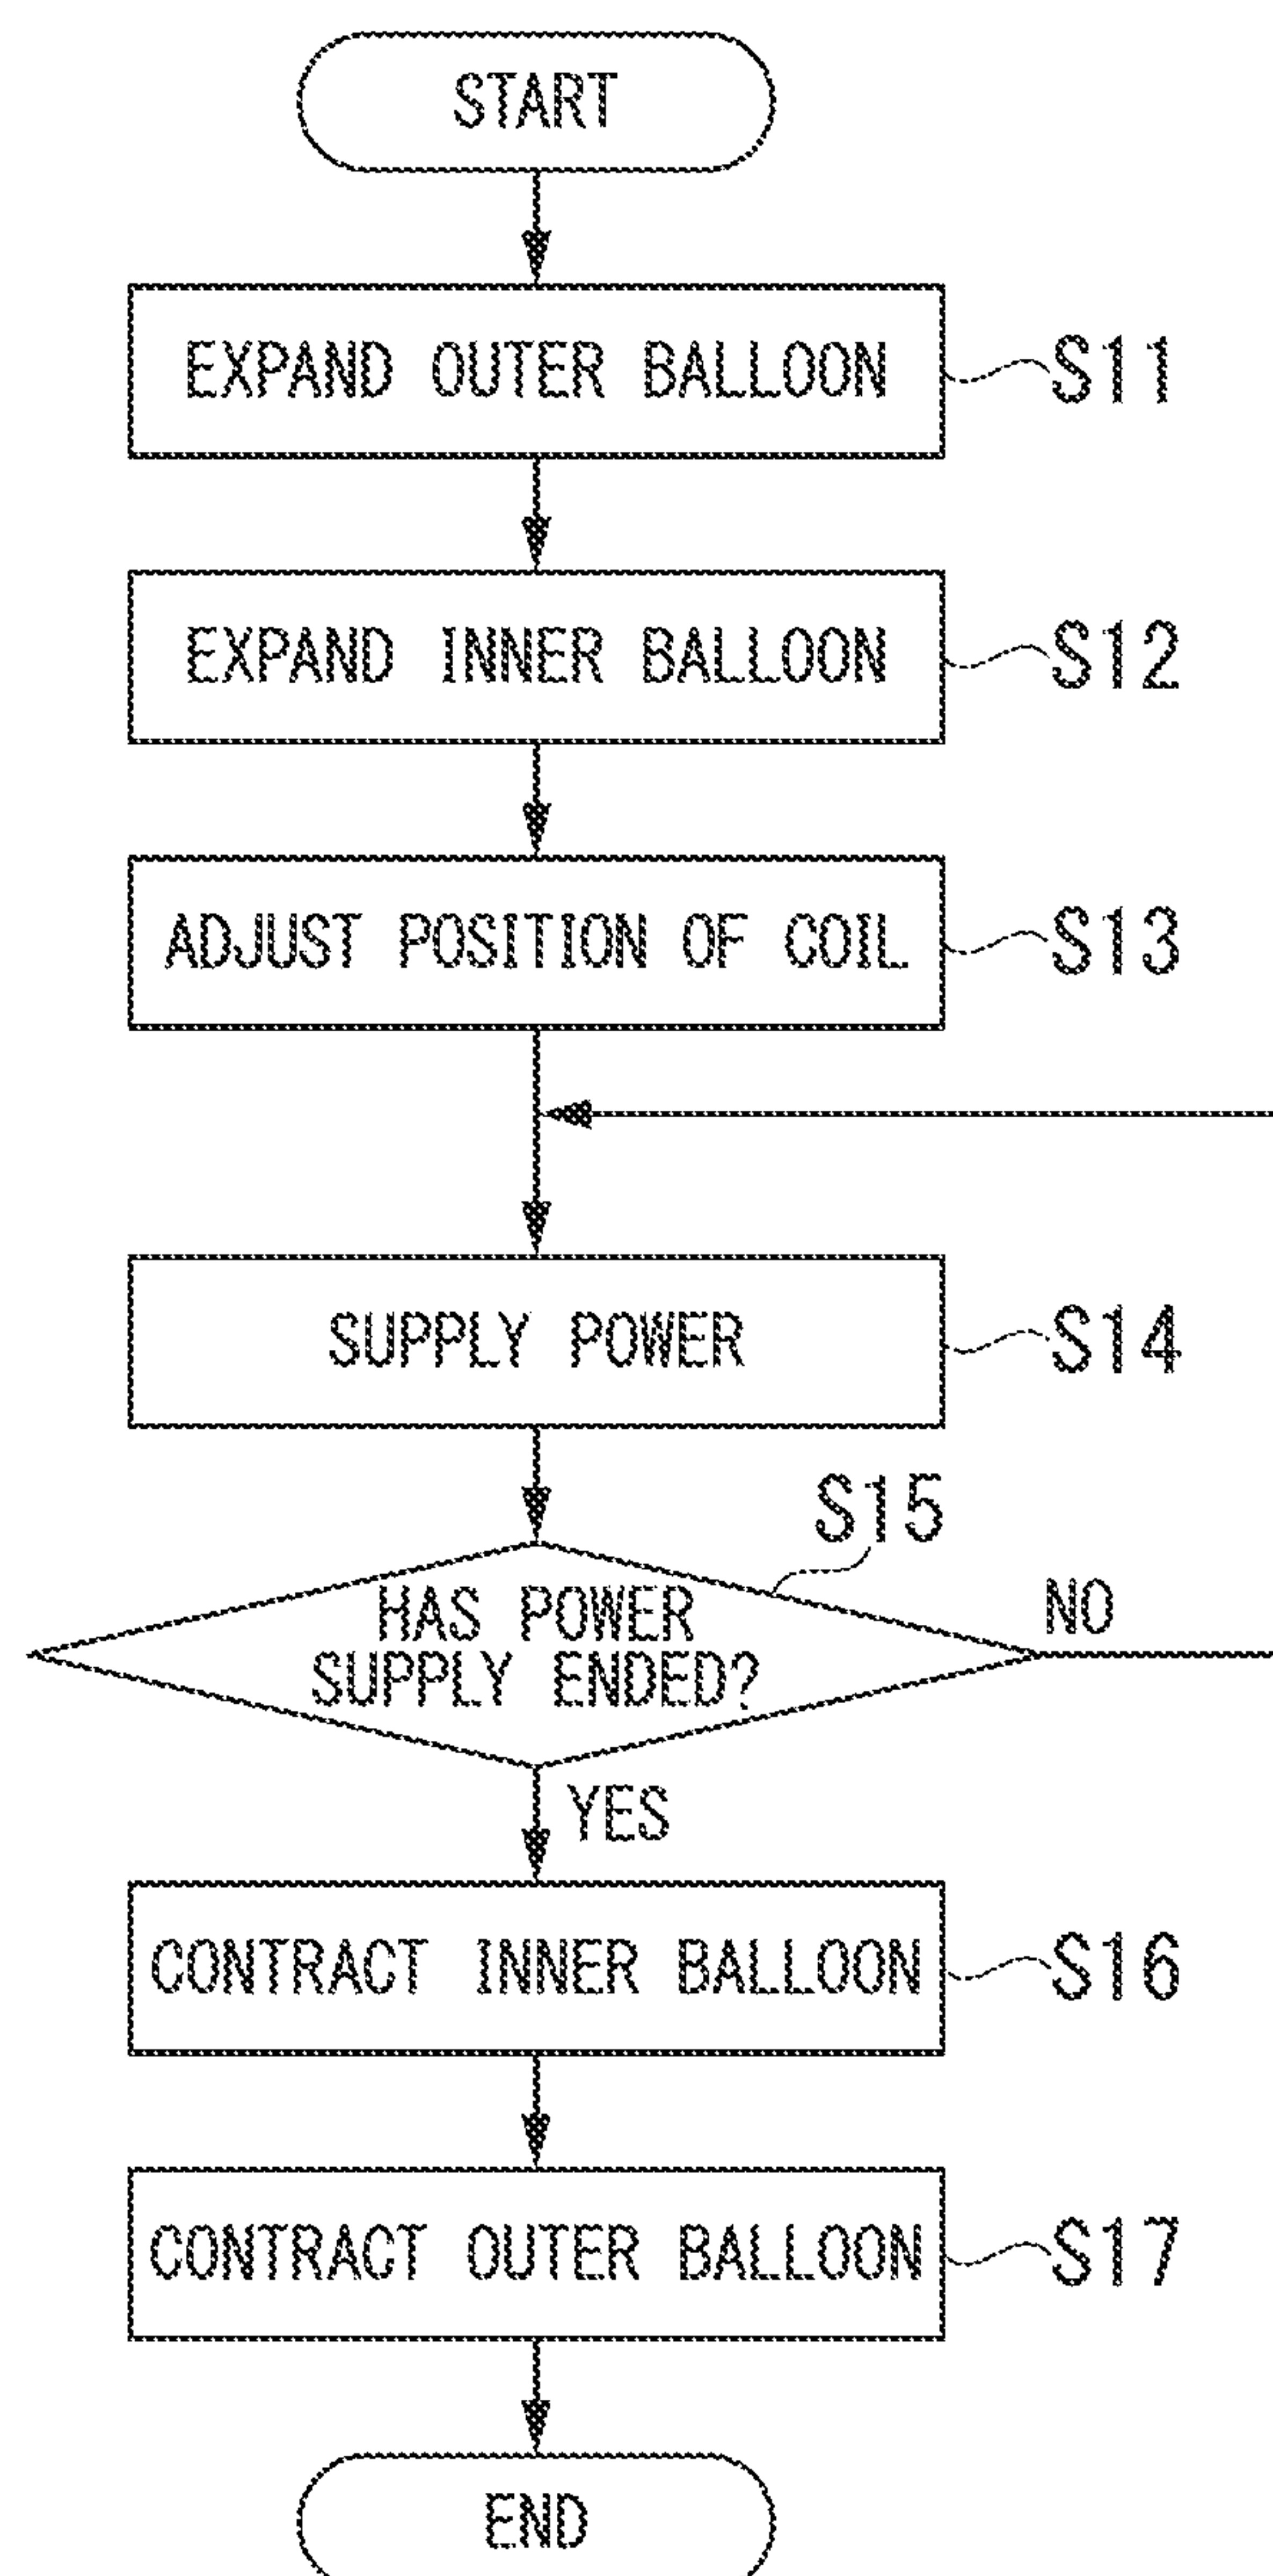 START
EXPAND OUTER BALLOON
S11
EXPAND INNER BALLOON
S12
ADJUST POSITION OF COIL
S13
SUPPLY POWER
S14
S15
HAS POWER
SUPPLY ENDED?
NO
YES
CONTRACT INNER BALLOON
S16
CONTRACT OUTER BALLOON
S17
END